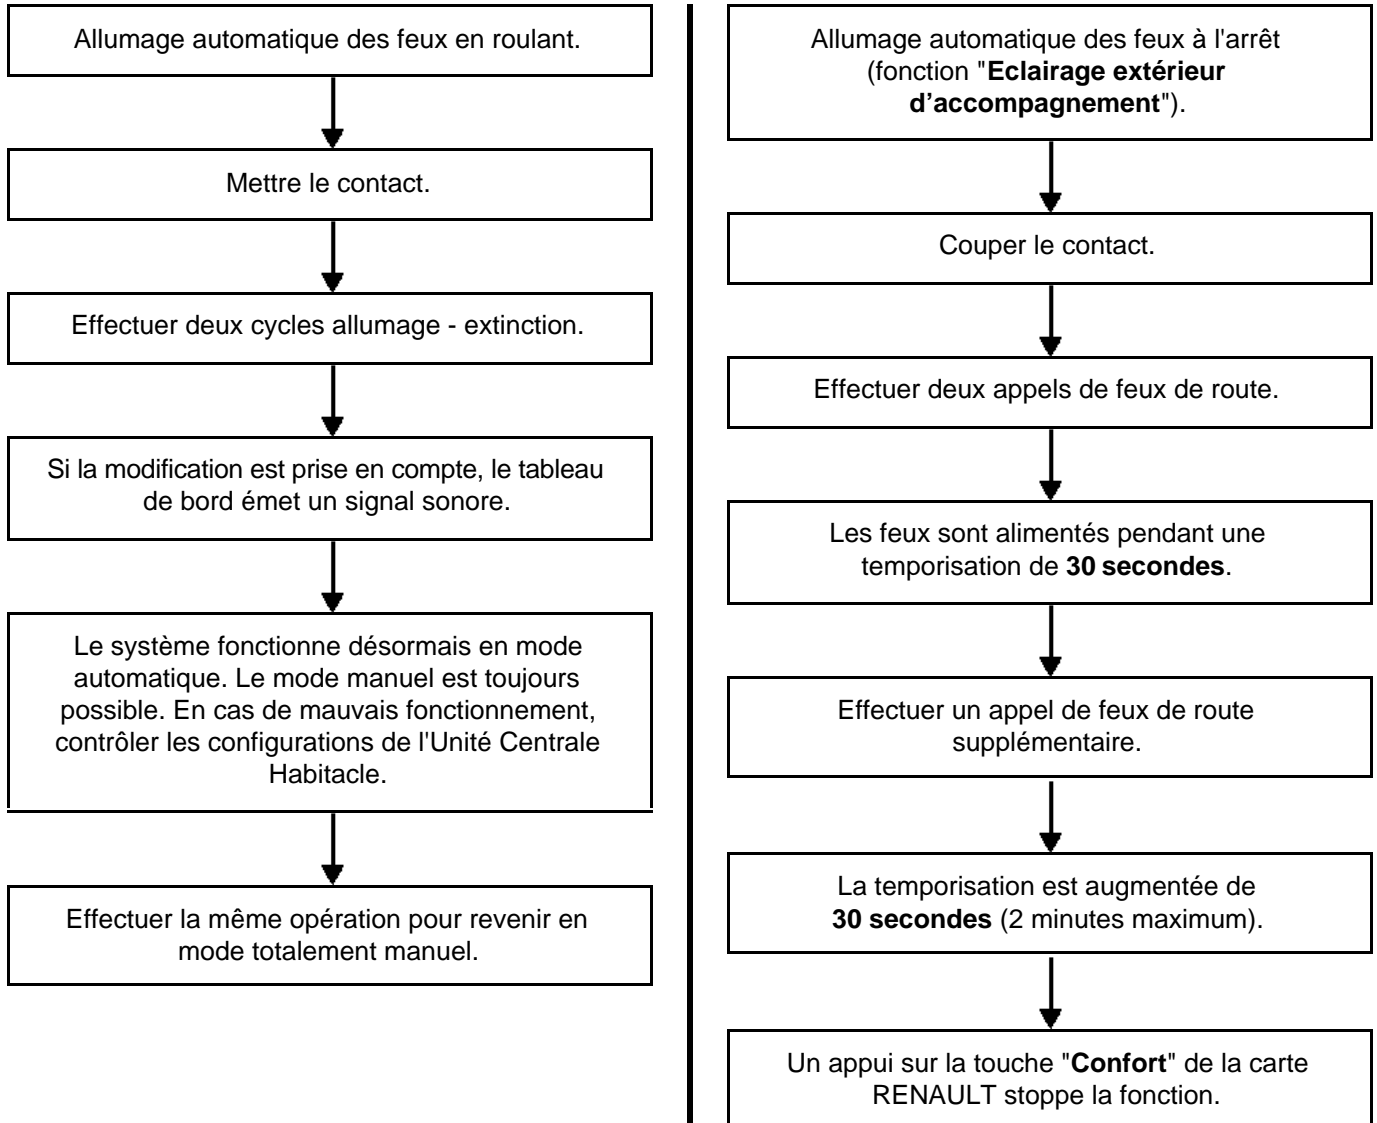 Allumage automatique des feux en roulant.
Mettre le contact.
Effectuer deux cycles allumage - extinction.
Si la modification est prise en compte, le tableau
de bord émet un signal sonore.
Le système fonctionne désormais en mode
automatique. Le mode manuel est toujours
possible. En cas de mauvais fonctionnement,
contrôler les configurations de l'Unité Centrale
Habitacle.
Effectuer la même opération pour revenir en
mode totalement manuel.
Allumage automatique des feux à l'arrêt
(fonction "Eclairage extérieur
d’accompagnement").
Couper le contact.
Effectuer deux appels de feux de route.
Les feux sont alimentés pendant une
temporisation de 30 secondes.
Effectuer un appel de feux de route
supplémentaire.
La temporisation est augmentée de
30 secondes (2 minutes maximum).
Un appui sur la touche "Confort" de la carte
RENAULT stoppe la fonction.